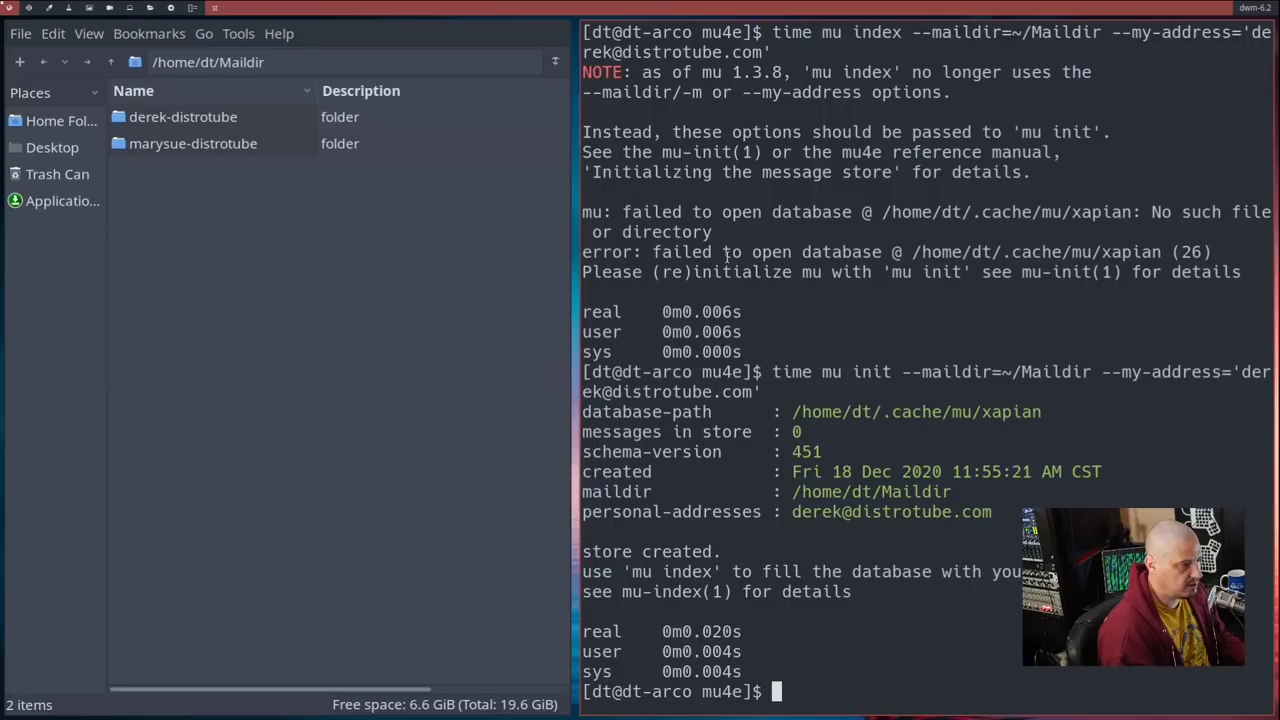 []=
st
dwm-6.2
File Edit View Bookmarks Go Tools Help
/home/dt/Maildir
Places
Name
Description
Home Fol...
Desktop
Trash Can
Applicatio...
derek-distrotube
folder
marysue-distrotube
folder
2 items
Free space: 6.6 GiB (Total: 19.6 GiB)
[dt@dt-arco mu4e]$ time mu index --maildir=~/Maildir --my-address='de
rek@distrotube.com'
NOTE: as of mu 1.3.8, 'mu index' no longer uses the
--maildir/-m or --my-address options.
Instead, these options should be passed to 'mu init'.
See the mu-init(1) or the mu4e reference manual,
'Initializing the message store' for details.
mu: failed to open database @ /home/dt/.cache/mu/xapian: No such file
or directory
error: failed to open database @ /home/dt/.cache/mu/xapian (26)
Please (re)initialize mu with 'mu init' see mu-init(1) for details
real 0m0.006s
user 0m0.006s
sys 0m0.000s
[dt@dt-arco mu4e]$ time mu init --maildir=~/Maildir --my-address='der
ek@distrotube.com'
database-path : /home/dt/.cache/mu/xapian
messages in store : 0
schema-version : 451
created : Fri 18 Dec 2020 11:55:21 AM CST
maildir : /home/dt/Maildir
personal-addresses : derek@distrotube.com
store created.
use 'mu index' to fill the database with you
see mu-index(1) for details
real 0m0.020s
user 0m0.004s
sys 0m0.004s
[dt@dt-arco mu4e]$